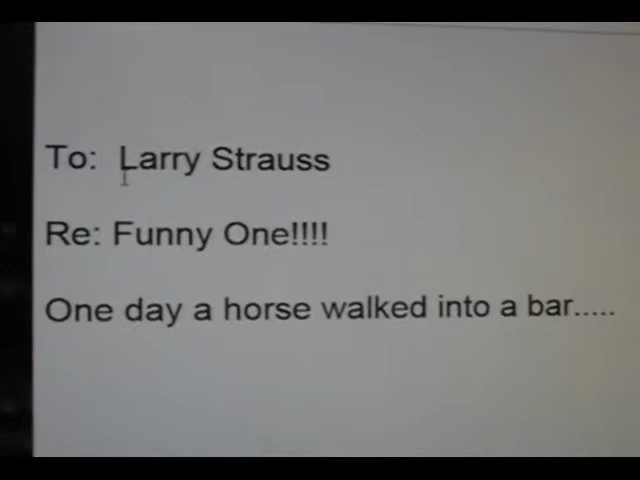 To: Larry Strauss
Re: Funny One!!!!
One day a horse walked into a bar.....